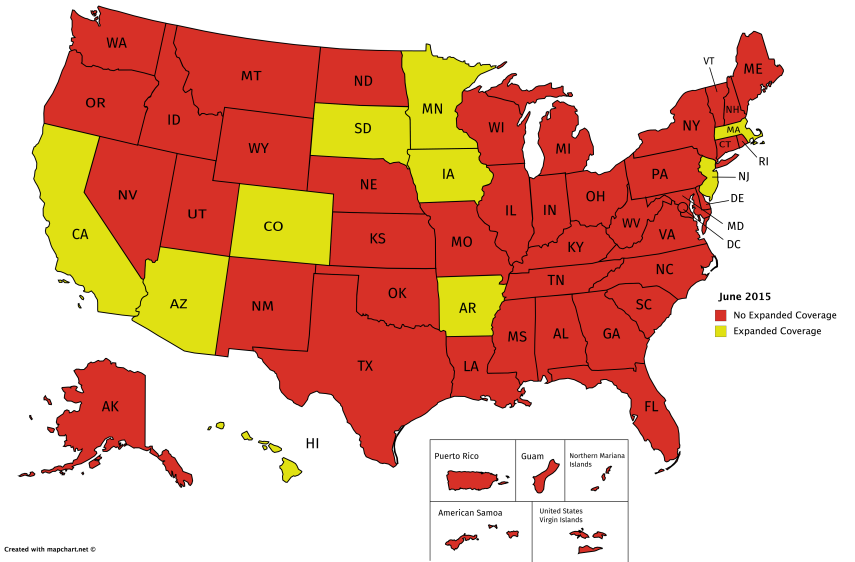 WA
MT
ND
MN
OR
ID
SD
WI
WY
MI
VT
ME
NH
NY
MA
CT
RI
IA
NE
PA
NJ
NV
UT
CO
IL
IN
OH
DE
MD
DC
CA
KS
MO
KY
WV
VA
AZ
NM
OK
AR
TN
NC
SC
MS
AL
GA
TX
LA
FL
AK
HI
June 2015
No Expanded Coverage
Expanded Coverage
Puerto Rico
Guam
Northern Mariana
Islands
American Samoa
United States
Virgin Islands
Created with mapchart.net ©